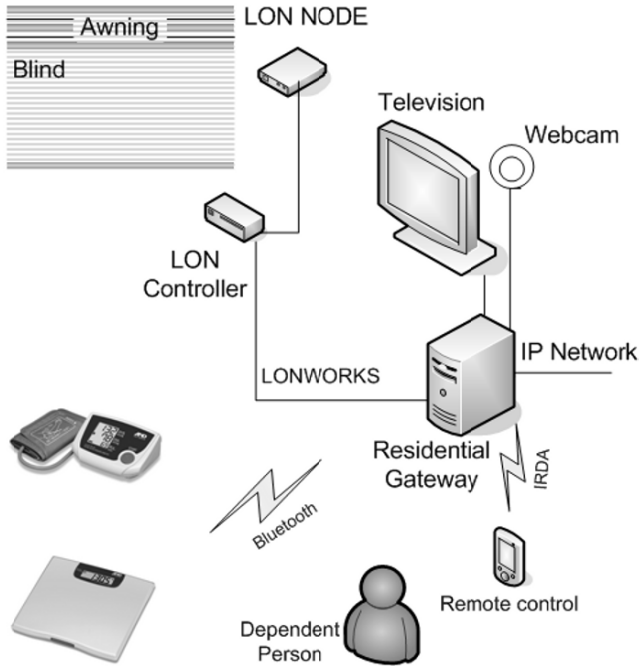 LON NODE
Awning
Blind
Television
Webcam
LON
Controller
IP Network
LONWORKS
Residential
Gateway
IRDA
Bluetooth
Remote control
Dependent
Person